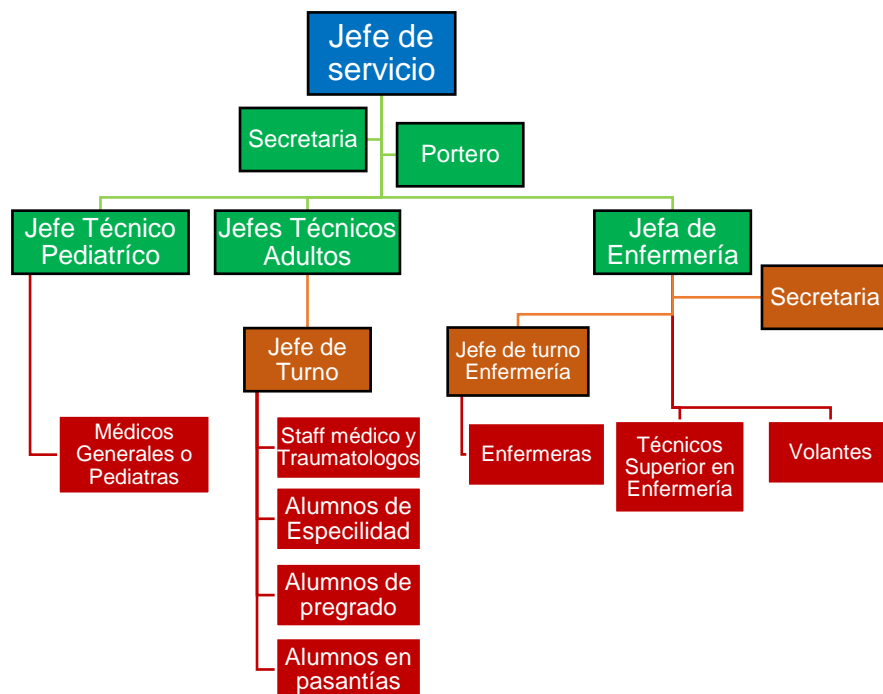 Jefe de
servicio
Secretaria
Portero
Jefe Técnico
Pediatríco
Jefes Técnicos
Adultos
Jefa de
Enfermería
Secretaria
Jefe de
Turno
Jefe de turno
Enfermería
Médicos
Generales o
Pediatras
Staff médico y
Traumatologos
Enfermeras
Técnicos
Superior en
Enfermería
Volantes
Alumnos de
Especilidad
Alumnos de
pregrado
Alumnos en
pasantías